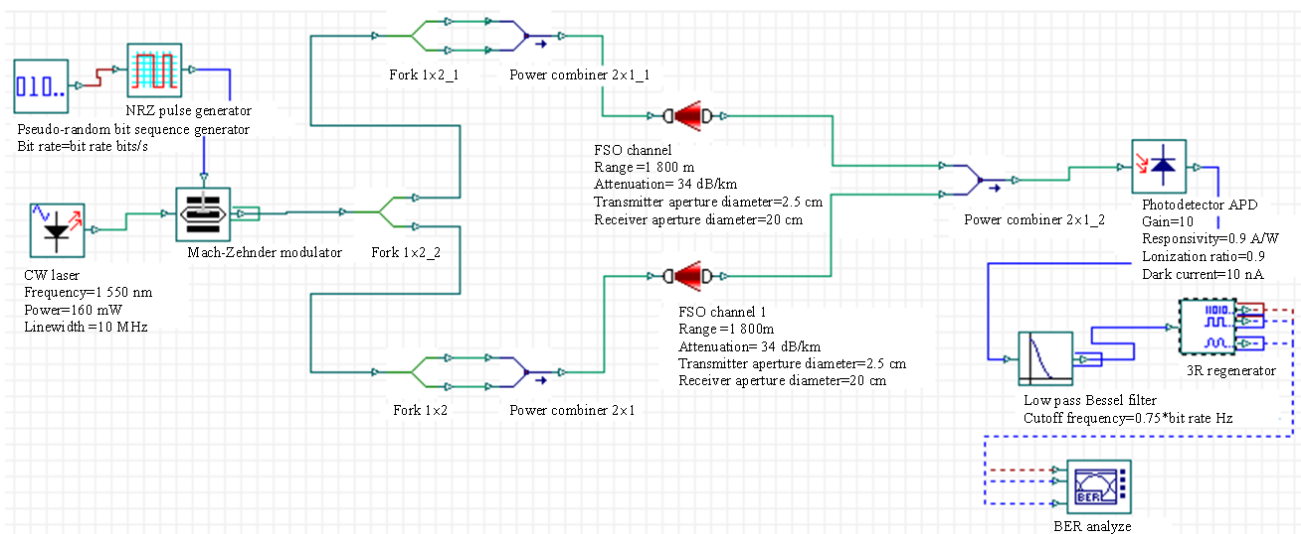 010..
NRZ pulse generator
Pseudo-random bit sequence generator
Bit rate=bit rate bits/s
CW laser
Frequency=1 550 nm
Power=160 mW
Linewidth =10 MHz
Mach-Zehnder modulator
Fork 1×2_1
Power combiner 2×1_1
Fork 1×2_2
Fork 1×2
Power combiner 2×1
FSO channel
Range =1 800 m
Attenuation= 34 dB/km
Transmitter aperture diameter=2.5 cm
Receiver aperture diameter=20 cm
FSO channel 1
Range =1 800m
Attenuation= 34 dB/km
Transmitter aperture diameter=2.5 cm
Receiver aperture diameter=20 cm
Power combiner 2×1_2
Photodetector APD
Gain=10
Responsivity=0.9 A/W
Lonization ratio=0.9
Dark current=10 nA
11010..
3R regenerator
Low pass Bessel filter
Cutoff frequency=0.75*bit rate Hz
BER
BER analyze